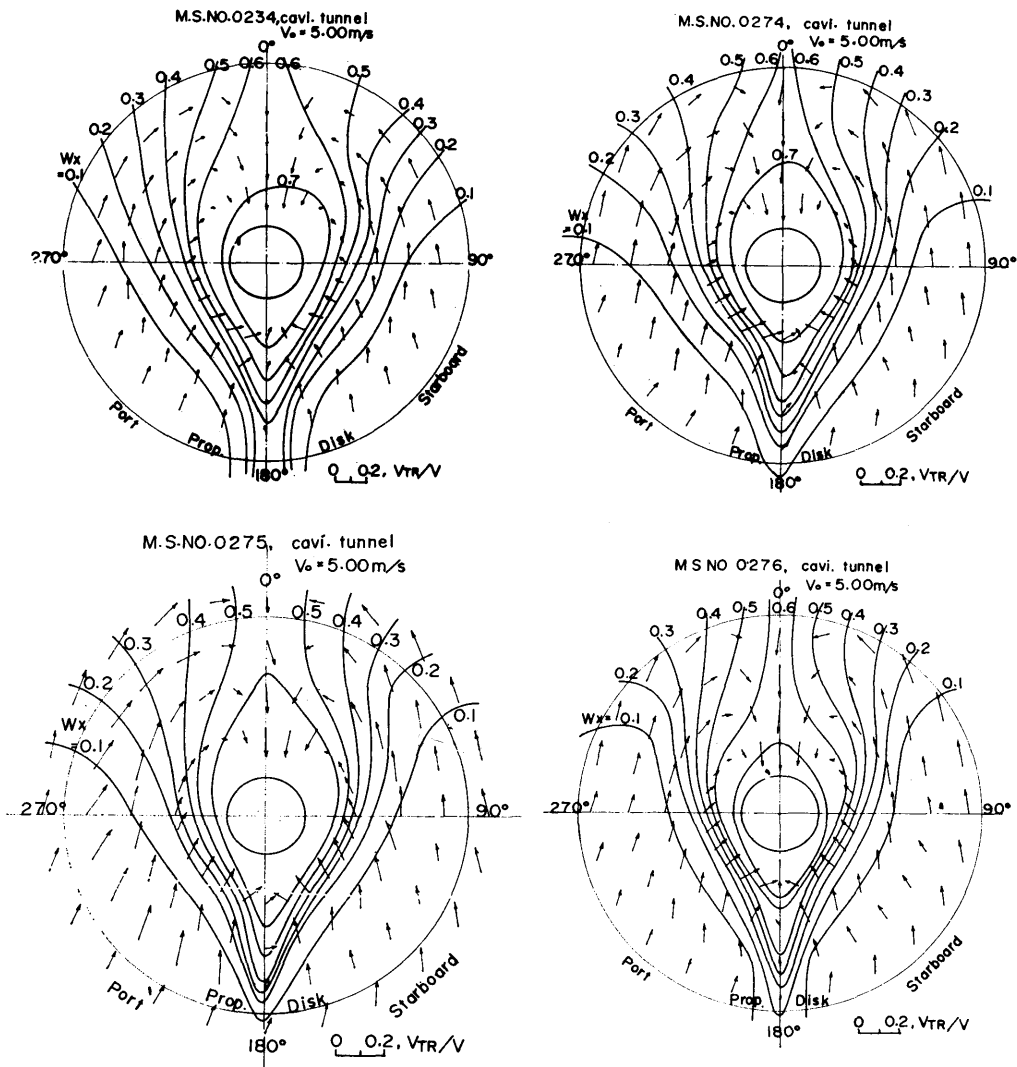 M.S.NO.0234, cavi. tunnel
V₀ = 5.00m/s
0°
0.6 0.6
0.5 0.5
0.4 0.4
0.3 0.3
0.2 0.2
Wx
=0.1 0.1
0.7
270° 90°
Port Prop. Disk Starboard
180°
0 0.2, VTR/V
M.S.NO.0274, cavi. tunnel
V₀ = 5.00m/s
0°
0.6 0.6
0.5 0.5
0.4 0.4
0.3 0.3
0.2 0.2
Wx
=0.1 0.1
0.7
270° 90°
Port Prop. Disk Starboard
180°
0 0.2, VTR/V
M.S.NO.0275, cavi. tunnel
V₀ = 5.00m/s
0°
0.5 0.5
0.4 0.4
0.3 0.3
0.2 0.2
Wx
=0.1 0.1
270° 90°
Port Prop. Disk Starboard
180°
0 0.2, VTR/V
M S NO 0276, cavi. tunnel
V₀ = 5.00m/s
0°
0.6
0.5 0.5
0.4 0.4
0.3 0.3
0.2 0.2
Wx= 0.1 0.1
270° 90°
Port Prop. Disk Starboard
180°
0 0.2, VTR/V